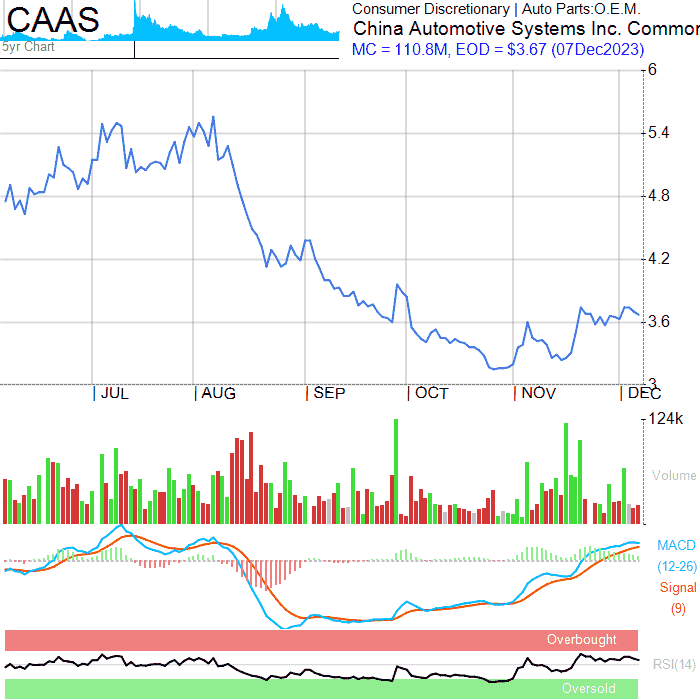 CAAS
5yr Chart
Consumer Discretionary | Auto Parts:O.E.M.
China Automotive Systems Inc. Common
MC = 110.8M, EOD = $3.67 (07Dec2023)
6
5.4
4.8
4.2
3.6
3
JUL AUG SEP OCT NOV DEC
124k
Volume
MACD
(12-26)
Signal
(9)
Overbought
RSI(14)
Oversold